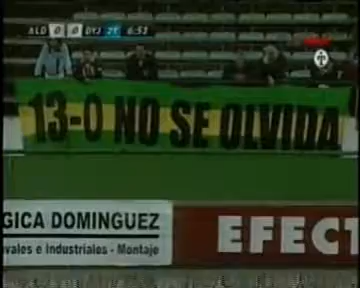 ALD 0 0 DYJ 2T 6:53
13-0 NO SE OLVIDA
GICA DOMINGUEZ
vales e Industriales - Montaje
EFECT